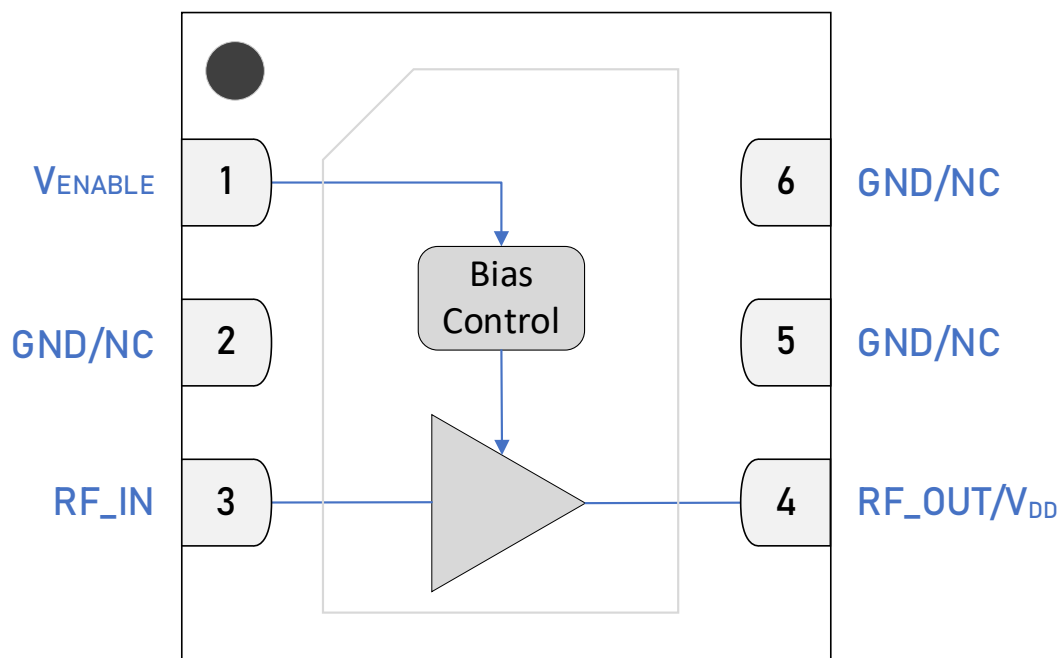 VENABLE 1 6 GND/NC
Bias
Control
GND/NC 2 5 GND/NC
RF_IN 3 4 RF_OUT/VDD